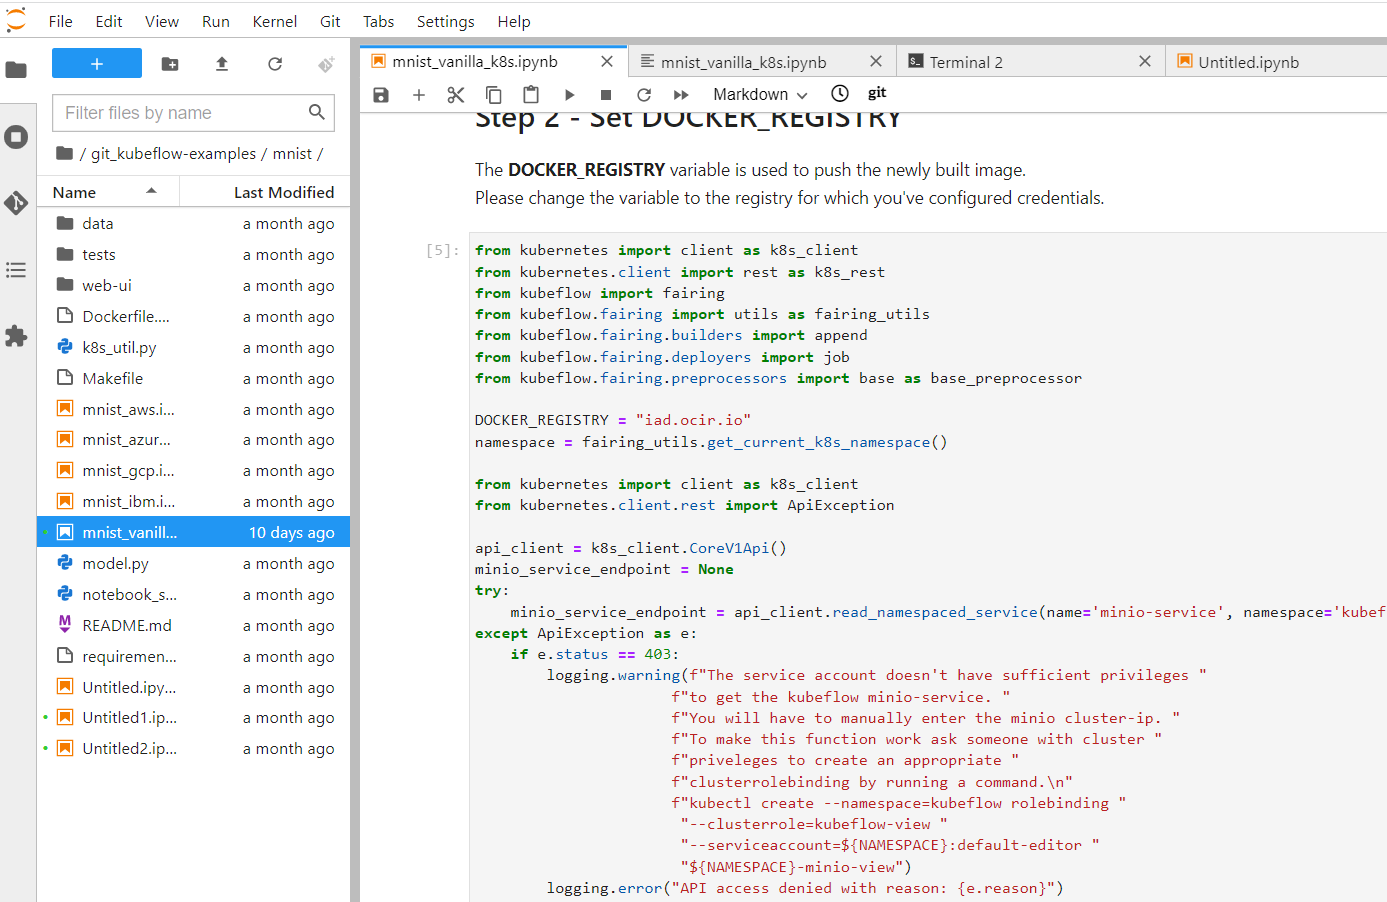 File Edit View Run Kernel Git Tabs Settings Help
mnist_vanilla_k8s.ipynb
mnist_vanilla_k8s.ipynb
Terminal 2
Untitled.ipynb
Markdown
git
Filter files by name
/ git_kubeflow-examples / mnist /
Name Last Modified
data a month ago
tests a month ago
web-ui a month ago
Dockerfile.... a month ago
k8s_util.py a month ago
Makefile a month ago
mnist_aws.i... a month ago
mnist_azur... a month ago
mnist_gcp.i... a month ago
mnist_ibm.i... a month ago
mnist_vanill... 10 days ago
model.py a month ago
notebook_s... a month ago
README.md a month ago
requiremen... a month ago
Untitled.ipy... a month ago
Untitled1.ip... a month ago
Untitled2.ip... a month ago
Step 2 - Set DOCKER_REGISTRY
The DOCKER_REGISTRY variable is used to push the newly built image.
Please change the variable to the registry for which you've configured credentials.
[5]:
from kubernetes import client as k8s_client
from kubernetes.client import rest as k8s_rest
from kubeflow import fairing
from kubeflow.fairing import utils as fairing_utils
from kubeflow.fairing.builders import append
from kubeflow.fairing.deployers import job
from kubeflow.fairing.preprocessors import base as base_preprocessor
DOCKER_REGISTRY = "iad.ocir.io"
namespace = fairing_utils.get_current_k8s_namespace()
from kubernetes import client as k8s_client
from kubernetes.client.rest import ApiException
api_client = k8s_client.CoreV1Api()
minio_service_endpoint = None
try:
minio_service_endpoint = api_client.read_namespaced_service(name='minio-service', namespace='kubef
except ApiException as e:
if e.status == 403:
logging.warning(f"The service account doesn't have sufficient privileges "
f"to get the kubeflow minio-service. "
f"You will have to manually enter the minio cluster-ip. "
f"To make this function work ask someone with cluster "
f"priveleges to create an appropriate "
f"clusterrolebinding by running a command.\n"
f"kubectl create --namespace=kubeflow rolebinding "
"--clusterrole=kubeflow-view "
"--serviceaccount=${NAMESPACE}:default-editor "
"${NAMESPACE}-minio-view")
logging.error("API access denied with reason: {e.reason}")